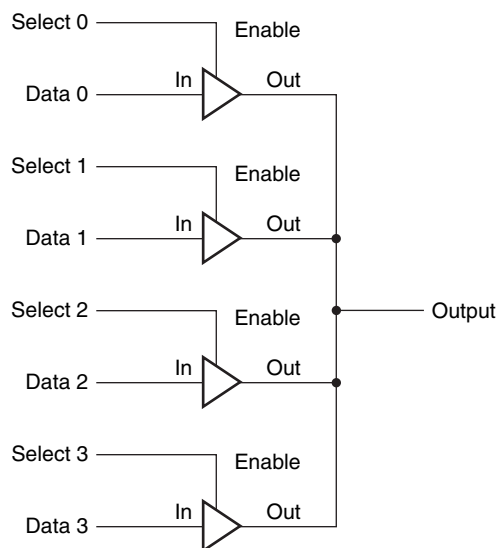 Select 0
Enable
In
Out
Data 0
Select 1
Enable
In
Out
Data 1
Select 2
Enable
Output
In
Out
Data 2
Select 3
Enable
In
Out
Data 3